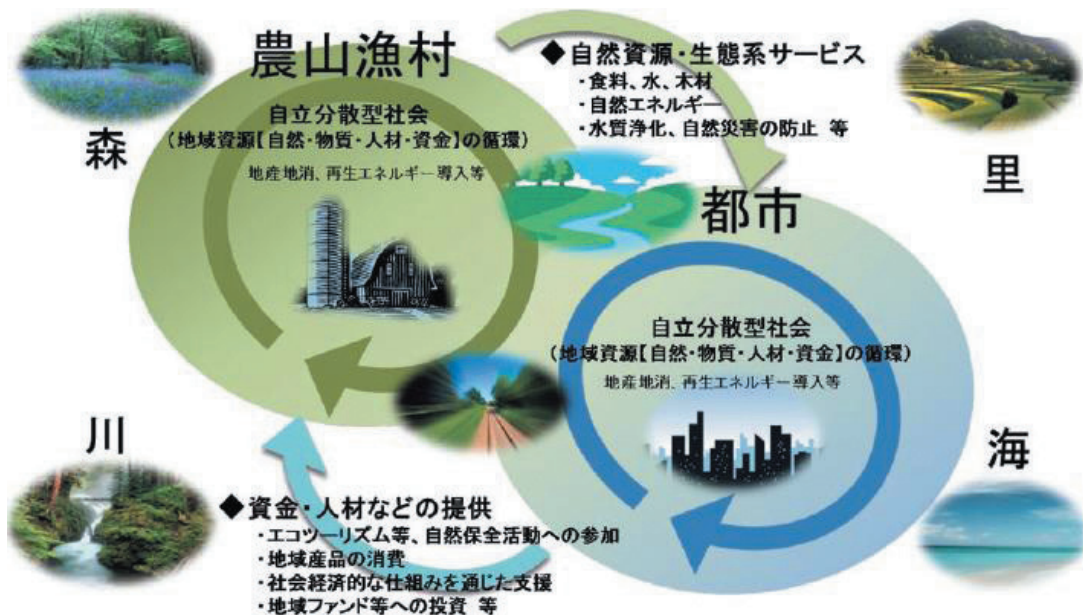 農山漁村
自立分散型社会
(地域資源【自然・物質・人材・資金】の循環)
地産地消、再生エネルギー導入等
◆自然資源・生態系サービス
・食料、水、木材
・自然エネルギー
・水質浄化、自然災害の防止 等
森
里
都市
自立分散型社会
(地域資源【自然・物質・人材・資金】の循環)
地産地消、再生エネルギー導入等
川
海
◆資金・人材などの提供
・エコツーリズム等、自然保全活動への参加
・地域産品の消費
・社会経済的な仕組みを通じた支援
・地域ファンド等への投資 等